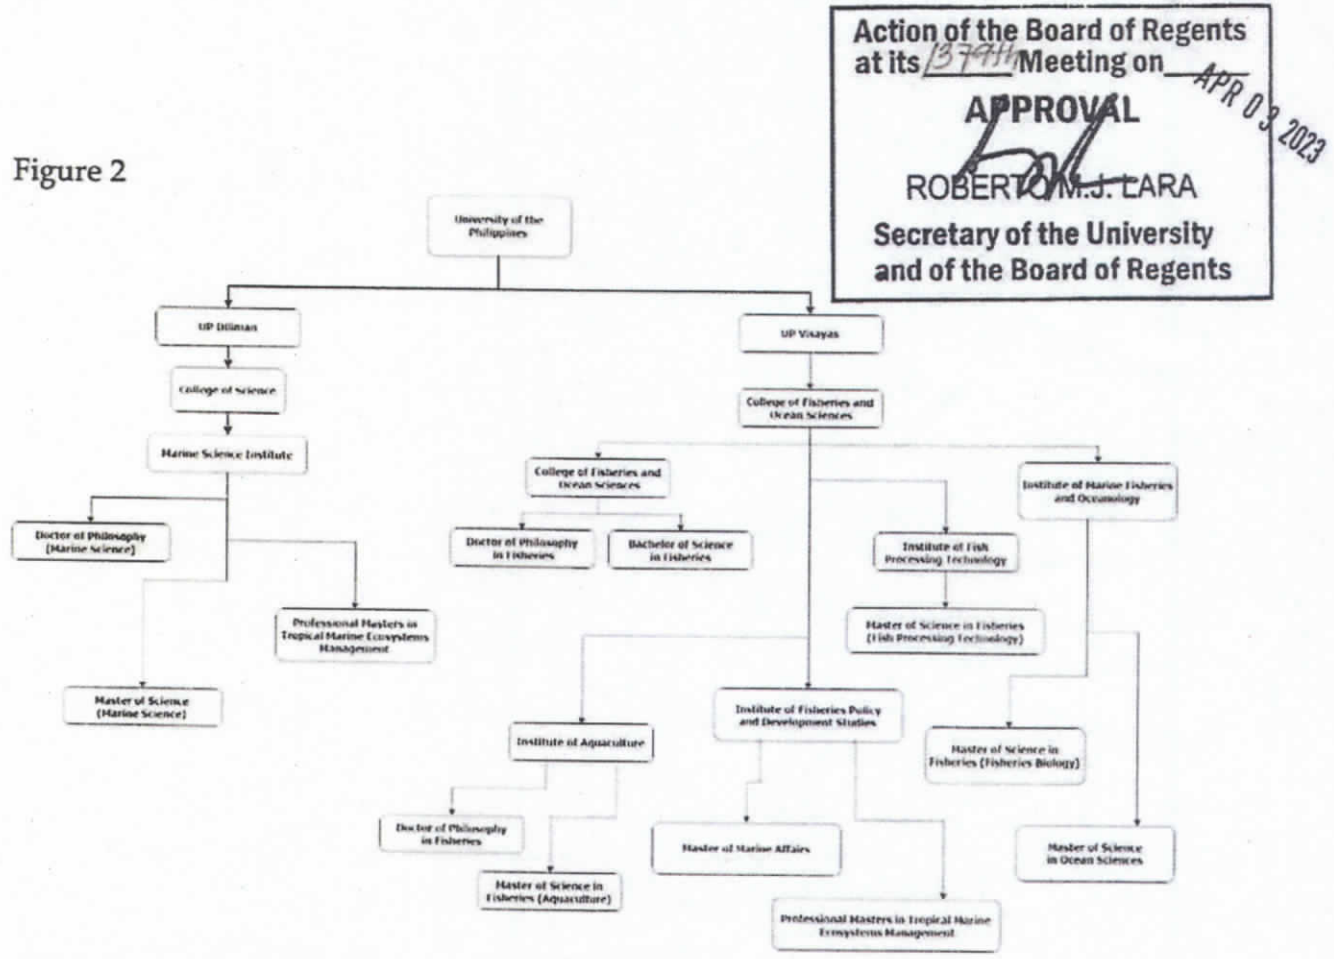 Action of the Board of Regents
at its 1379th Meeting on
APR 03 2023
APPROVAL
ROBERTO M.J. LARA
Secretary of the University
and of the Board of Regents
Figure 2
University of the
Philippines
UP Diliman
UP Visayas
College of Science
College of Fisheries and
Ocean Sciences
Marine Science Institute
College of Fisheries and
Ocean Sciences
Institute of Marine Fisheries
and Oceanology
Doctor of Philosophy
(Marine Science)
Doctor of Philosophy
in Fisheries
Bachelor of Science
in Fisheries
Institute of Fish
Processing Technology
Professional Masters in
Tropical Marine Ecosystems
Management
Master of Science in Fisheries
(Fish Processing Technology)
Master of Science
(Marine Science)
Institute of Aquaculture
Institute of Fisheries Policy
and Development Studies
Master of Science in
Fisheries (Fisheries Biology)
Doctor of Philosophy
in Fisheries
Master of Marine Affairs
Master of Science
in Ocean Sciences
Master of Science in
Fisheries (Aquaculture)
Professional Masters in Tropical Marine
Ecosystems Management